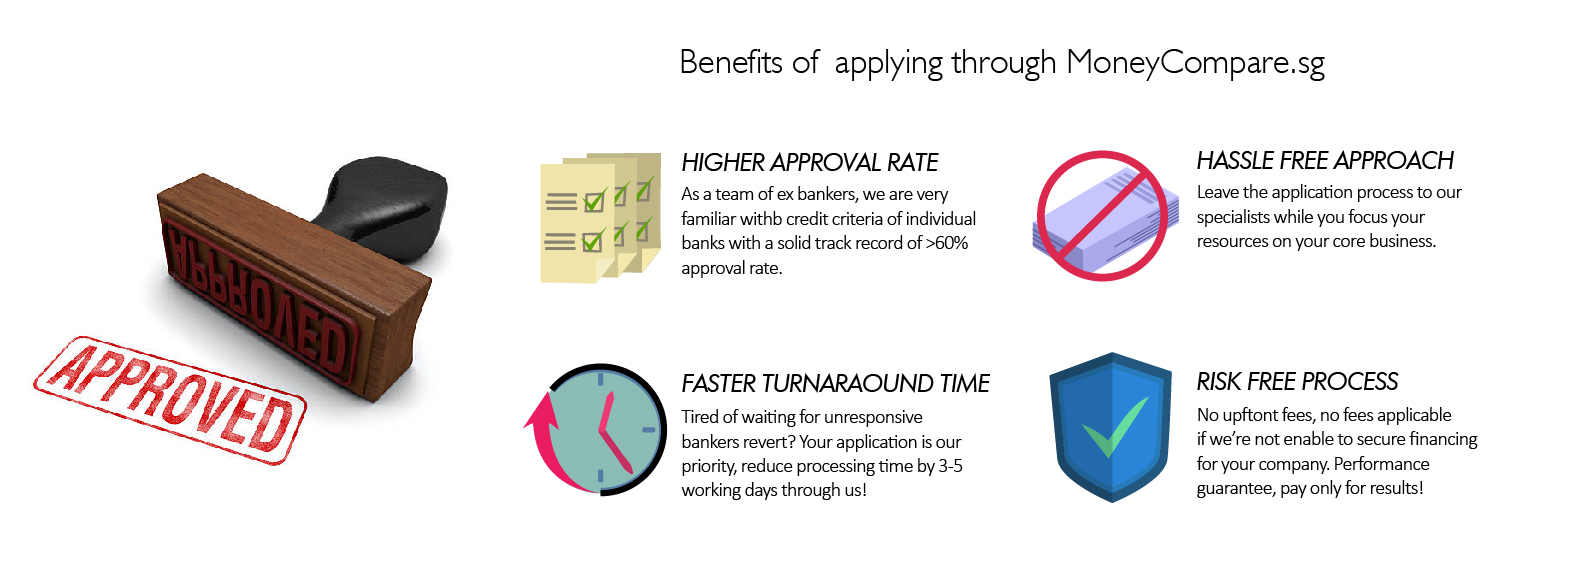 Benefits of applying through MoneyCompare.sg
HIGHER APPROVAL RATE
As a team of ex bankers, we are very
familiar withb credit criteria of individual
banks with a solid track record of >60%
approval rate.
HASSLE FREE APPROACH
Leave the application process to our
specialists while you focus your
resources on your core business.
APPROVED
APPROVED
FASTER TURNARAOUND TIME
Tired of waiting for unresponsive
bankers revert? Your application is our
priority, reduce processing time by 3-5
working days through us!
RISK FREE PROCESS
No upftont fees, no fees applicable
if we're not enable to secure financing
for your company. Performance
guarantee, pay only for results!